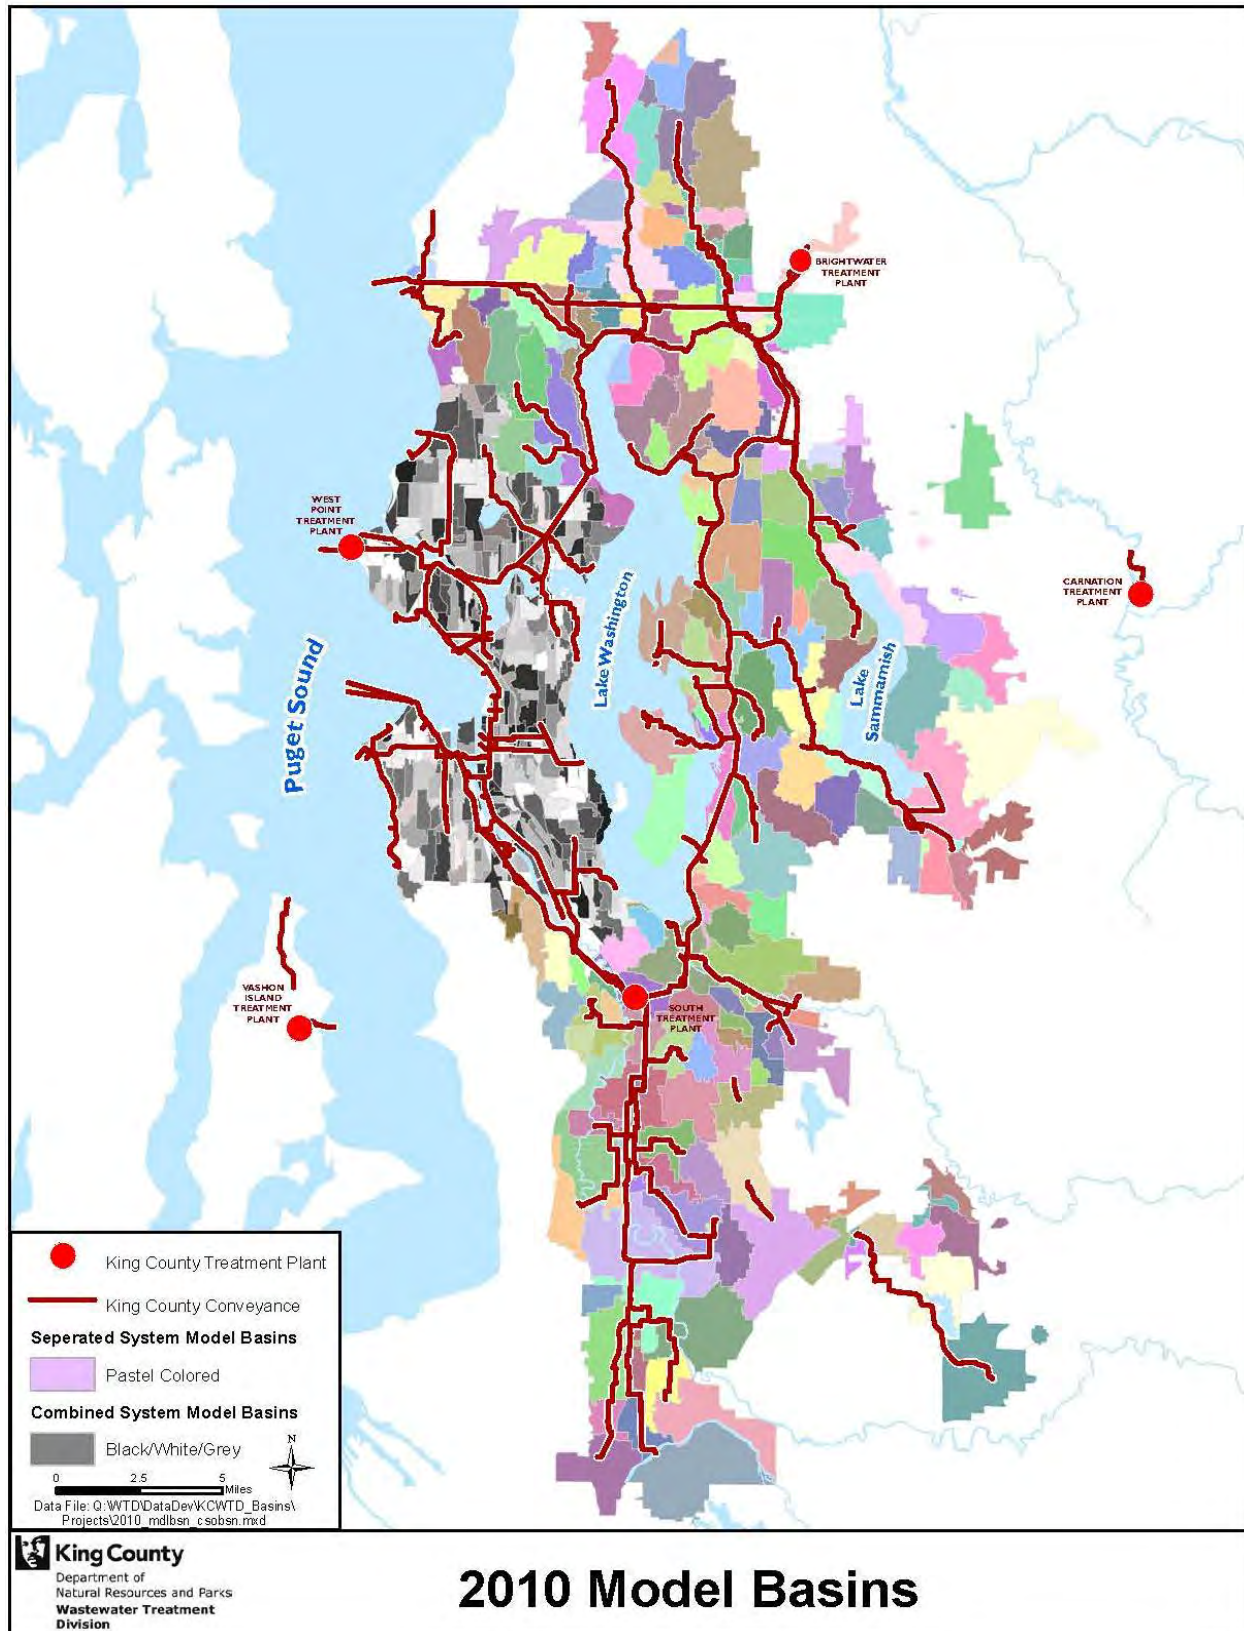 BRIGHTWATER
TREATMENT
PLANT
WEST
POINT
TREATMENT
PLANT
CARNATION
TREATMENT
PLANT
Lake Washington
Puget Sound
Lake
Sammamish
VASHON
ISLAND
TREATMENT
PLANT
SOUTH
TREATMENT
PLANT
King County Treatment Plant
King County Conveyance
Seperated System Model Basins
Pastel Colored
Combined System Model Basins
Black/White/Grey
N
0 2.5 5
Miles
Data File: Q:\WTD\DataDev\KCWTD_Basins\
Projects\2010_mdlbsn_csobsn.mxd
King County
Department of
Natural Resources and Parks
Wastewater Treatment
Division
2010 Model Basins